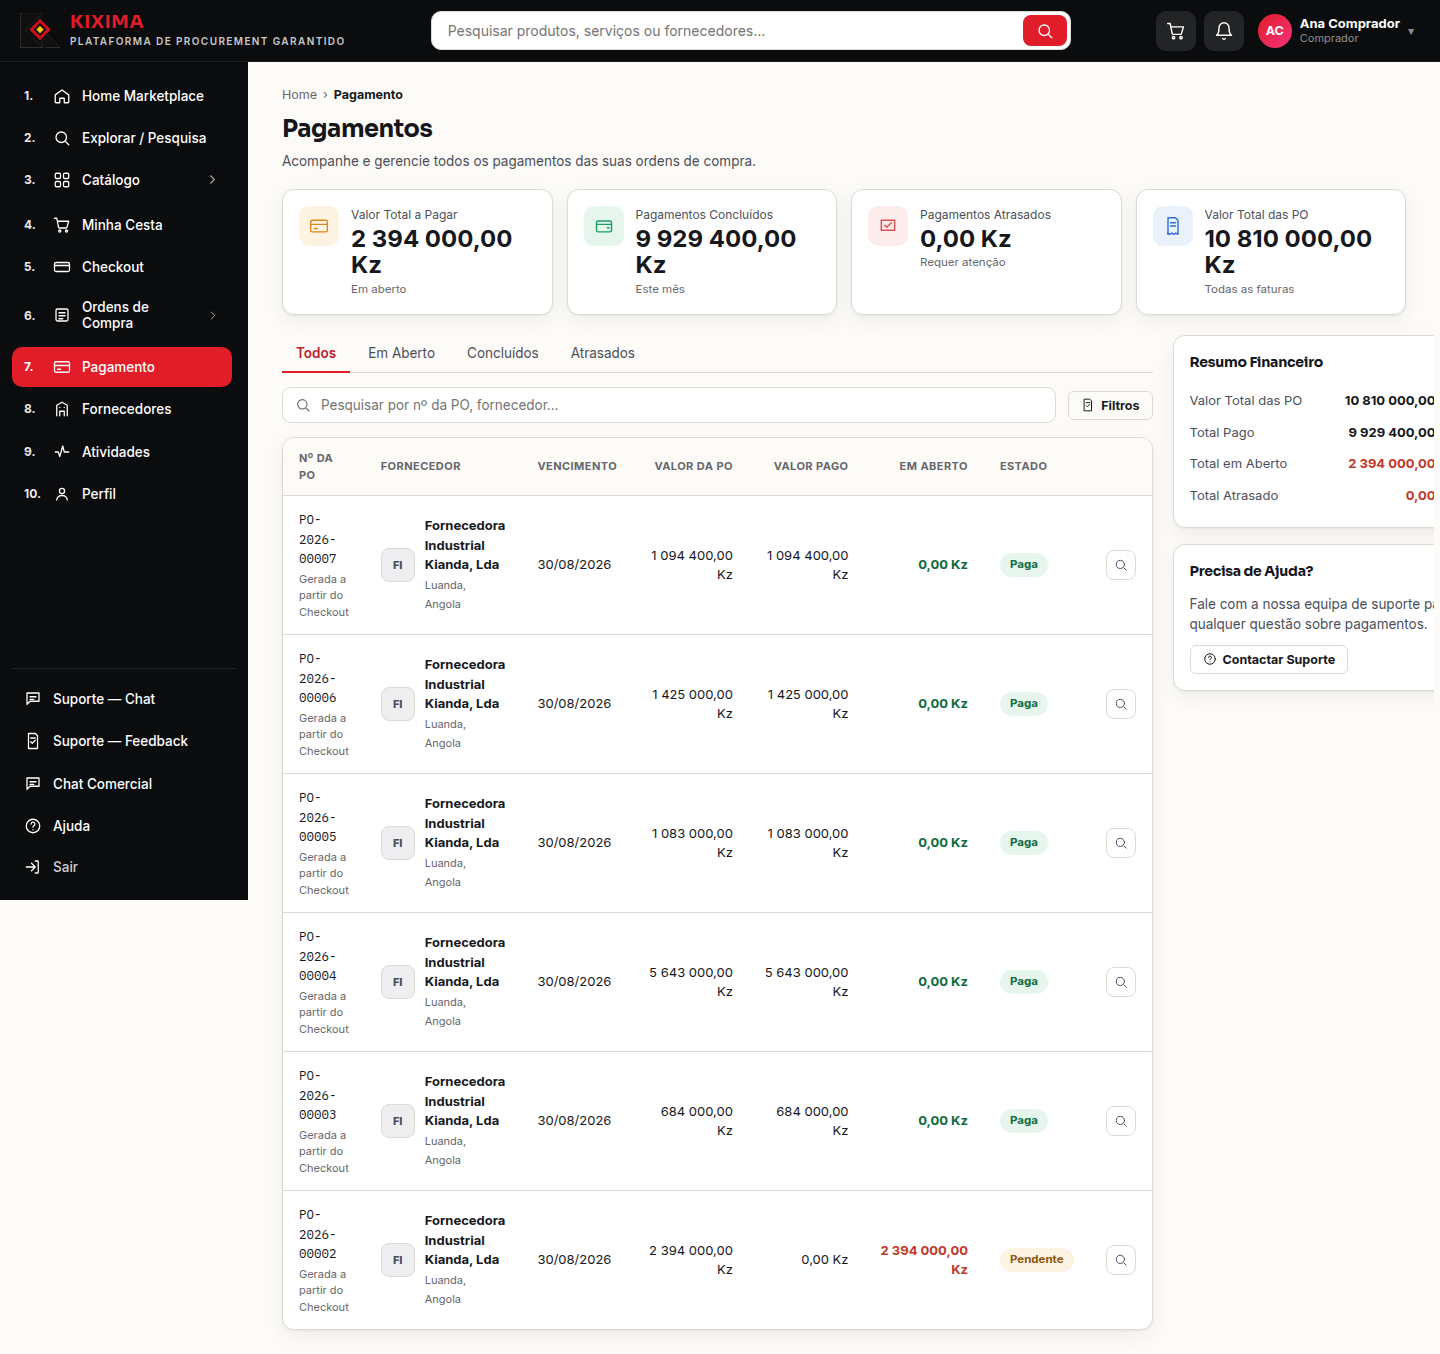 KIXIMA
PLATAFORMA DE PROCUREMENT GARANTIDO
Pesquisar produtos, serviços ou fornecedores...
AC
Ana Comprador
Comprador
1. Home Marketplace
2. Explorar / Pesquisa
3. Catálogo
4. Minha Cesta
5. Checkout
6. Ordens de
Compra
7. Pagamento
8. Fornecedores
9. Atividades
10. Perfil
Suporte — Chat
Suporte — Feedback
Chat Comercial
Ajuda
Sair
Home › Pagamento
Pagamentos
Acompanhe e gerencie todos os pagamentos das suas ordens de compra.
Valor Total a Pagar
2 394 000,00
Kz
Em aberto
Pagamentos Concluídos
9 929 400,00
Kz
Este mês
Pagamentos Atrasados
0,00 Kz
Requer atenção
Valor Total das PO
10 810 000,00
Kz
Todas as faturas
Todos Em Aberto Concluídos Atrasados
Pesquisar por nº da PO, fornecedor...
Filtros
Nº DA
PO
FORNECEDOR VENCIMENTO VALOR DA PO VALOR PAGO EM ABERTO ESTADO
PO-
2026-
00007
Gerada a
partir do
Checkout
FI
Fornecedora
Industrial
Kianda, Lda
Luanda,
Angola
30/08/2026
1 094 400,00
Kz
1 094 400,00
Kz
0,00 Kz
Paga
PO-
2026-
00006
Gerada a
partir do
Checkout
FI
Fornecedora
Industrial
Kianda, Lda
Luanda,
Angola
30/08/2026
1 425 000,00
Kz
1 425 000,00
Kz
0,00 Kz
Paga
PO-
2026-
00005
Gerada a
partir do
Checkout
FI
Fornecedora
Industrial
Kianda, Lda
Luanda,
Angola
30/08/2026
1 083 000,00
Kz
1 083 000,00
Kz
0,00 Kz
Paga
PO-
2026-
00004
Gerada a
partir do
Checkout
FI
Fornecedora
Industrial
Kianda, Lda
Luanda,
Angola
30/08/2026
5 643 000,00
Kz
5 643 000,00
Kz
0,00 Kz
Paga
PO-
2026-
00003
Gerada a
partir do
Checkout
FI
Fornecedora
Industrial
Kianda, Lda
Luanda,
Angola
30/08/2026
684 000,00
Kz
684 000,00
Kz
0,00 Kz
Paga
PO-
2026-
00002
Gerada a
partir do
Checkout
FI
Fornecedora
Industrial
Kianda, Lda
Luanda,
Angola
30/08/2026
2 394 000,00
Kz
0,00 Kz
2 394 000,00
Kz
Pendente
Resumo Financeiro
Valor Total das PO 10 810 000,00
Total Pago 9 929 400,00
Total em Aberto 2 394 000,00
Total Atrasado 0,00
Precisa de Ajuda?
Fale com a nossa equipa de suporte
qualquer questão sobre pagamentos.
Contactar Suporte